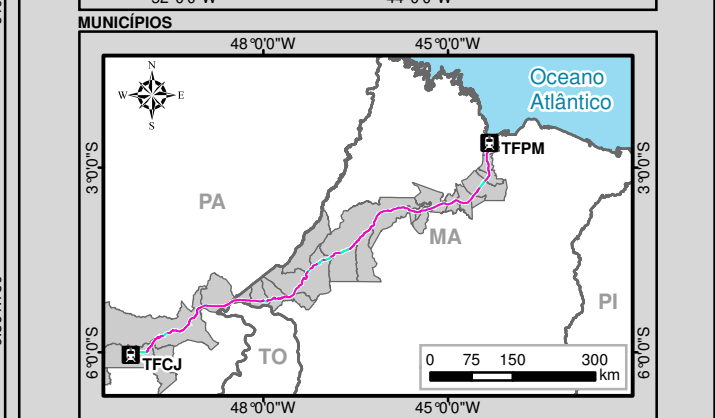 MUNICÍPIOS
48°0'0"W 45°0'0"W
N
W E
S
Oceano
Atlântico
TFPM
3°0'0"S 3°0'0"S
PA
MA
PI
6°0'0"S 6°0'0"S
TO
TFCJ
0 75 150 300
km
48°0'0"W 45°0'0"W